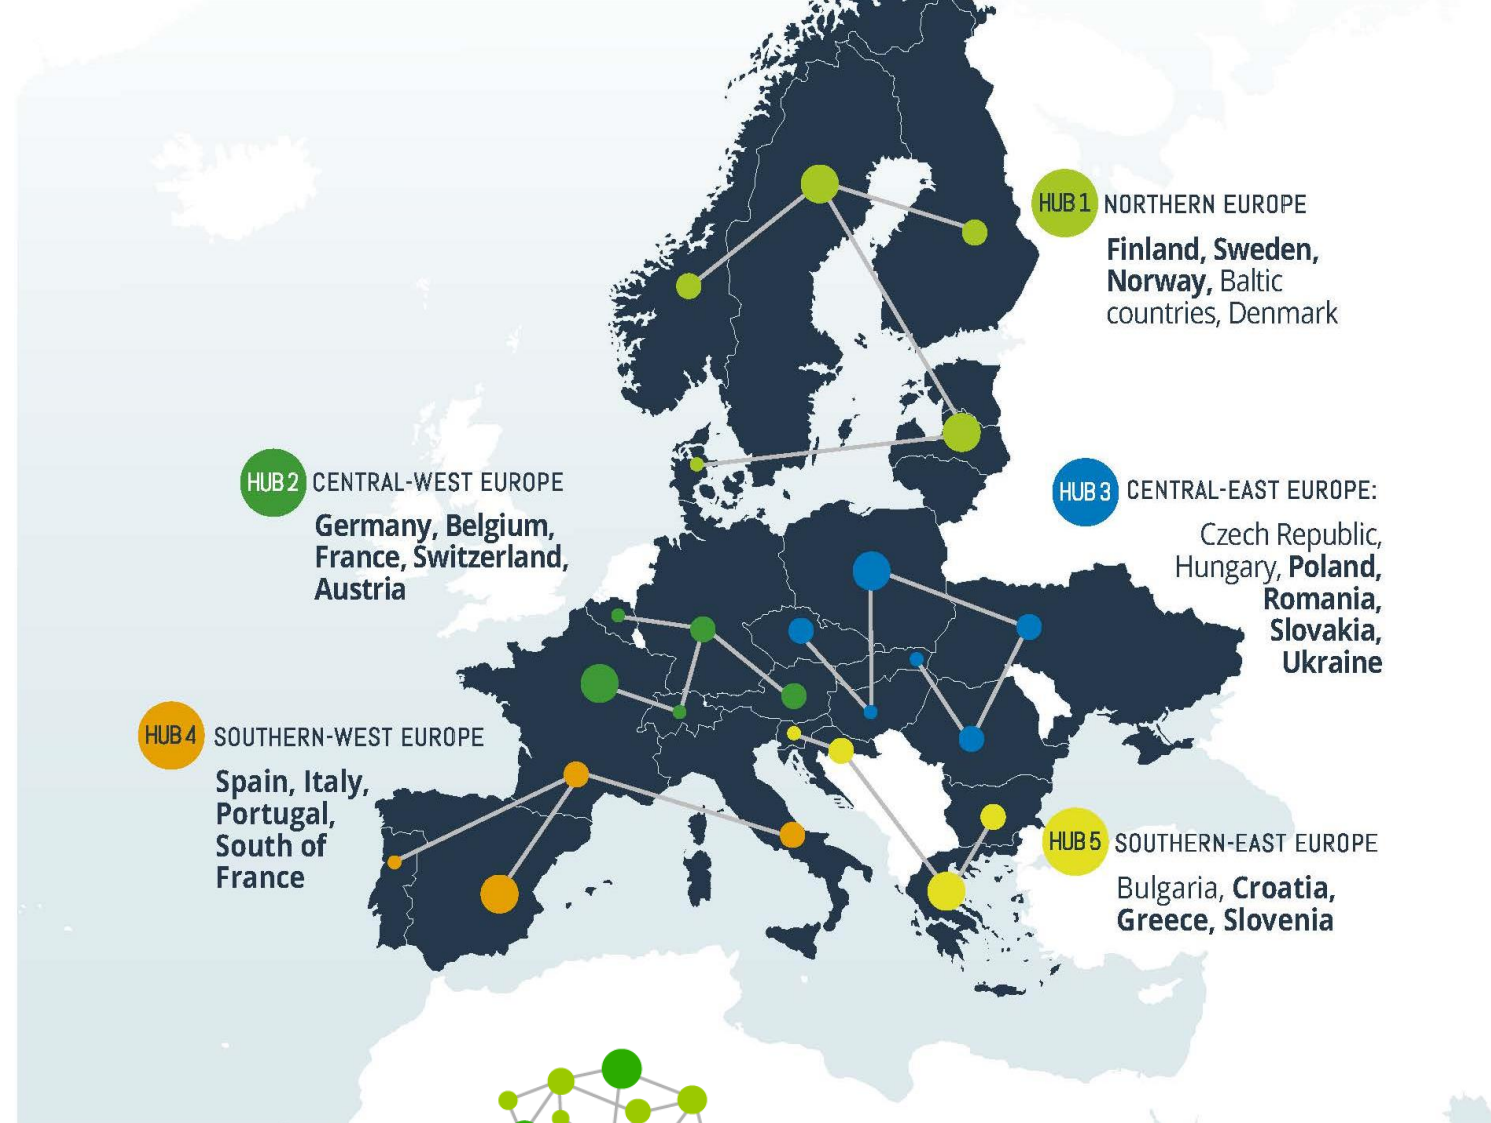 HUB 1 NORTHERN EUROPE
Finland, Sweden,
Norway, Baltic
countries, Denmark
HUB 2 CENTRAL-WEST EUROPE
Germany, Belgium,
France, Switzerland,
Austria
HUB 3 CENTRAL-EAST EUROPE:
Czech Republic,
Hungary, Poland,
Romania,
Slovakia,
Ukraine
HUB 4 SOUTHERN-WEST EUROPE
Spain, Italy,
Portugal,
South of
France
HUB 5 SOUTHERN-EAST EUROPE
Bulgaria, Croatia,
Greece, Slovenia